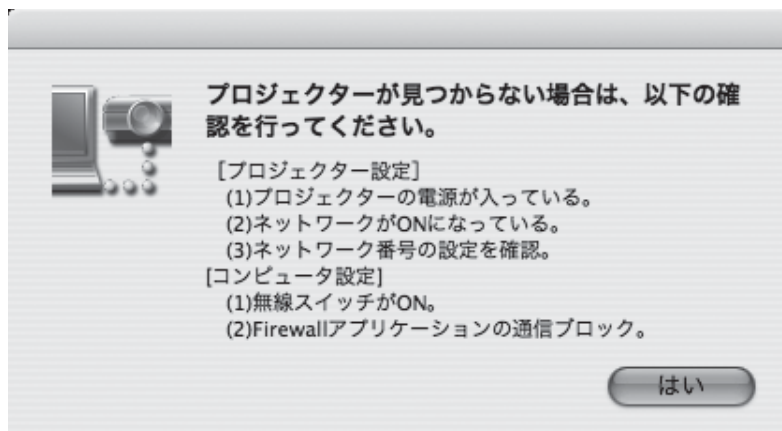 プロジェクターが見つからない場合は、以下の確
認を行ってください。
［プロジェクター設定］
(1)プロジェクターの電源が入っている。
(2)ネットワークがONになっている。
(3)ネットワーク番号の設定を確認。
[コンピュータ設定]
(1)無線スイッチがON。
(2)Firewallアプリケーションの通信ブロック。
はい